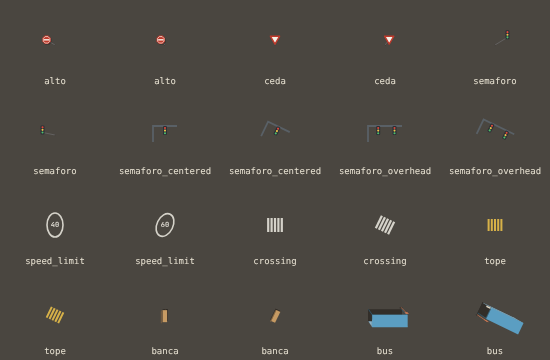 alto alto ceda ceda semaforo
semaforo semaforo_centered semaforo_centered semaforo_overhead semaforo_overhead
40 60
speed_limit speed_limit crossing crossing tope
tope banca banca bus bus